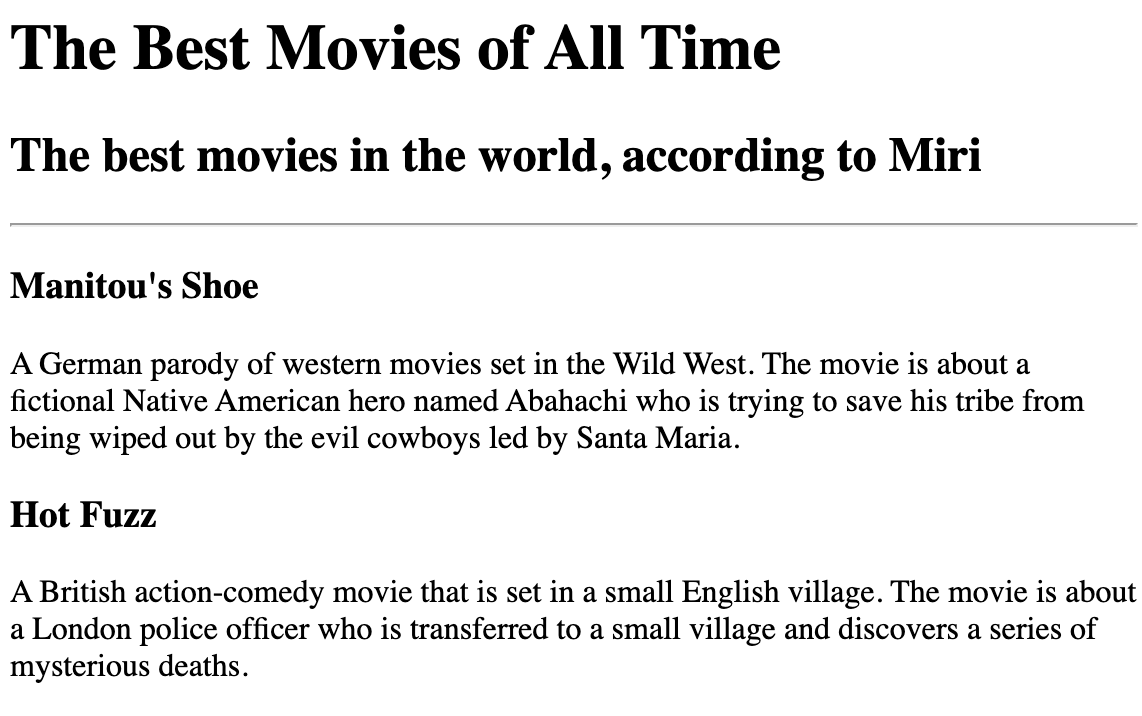 The Best Movies of All Time
The best movies in the world, according to Miri
Manitou's Shoe
A German parody of western movies set in the Wild West. The movie is about a
fictional Native American hero named Abahachi who is trying to save his tribe from
being wiped out by the evil cowboys led by Santa Maria.
Hot Fuzz
A British action-comedy movie that is set in a small English village. The movie is about
a London police officer who is transferred to a small village and discovers a series of
mysterious deaths.